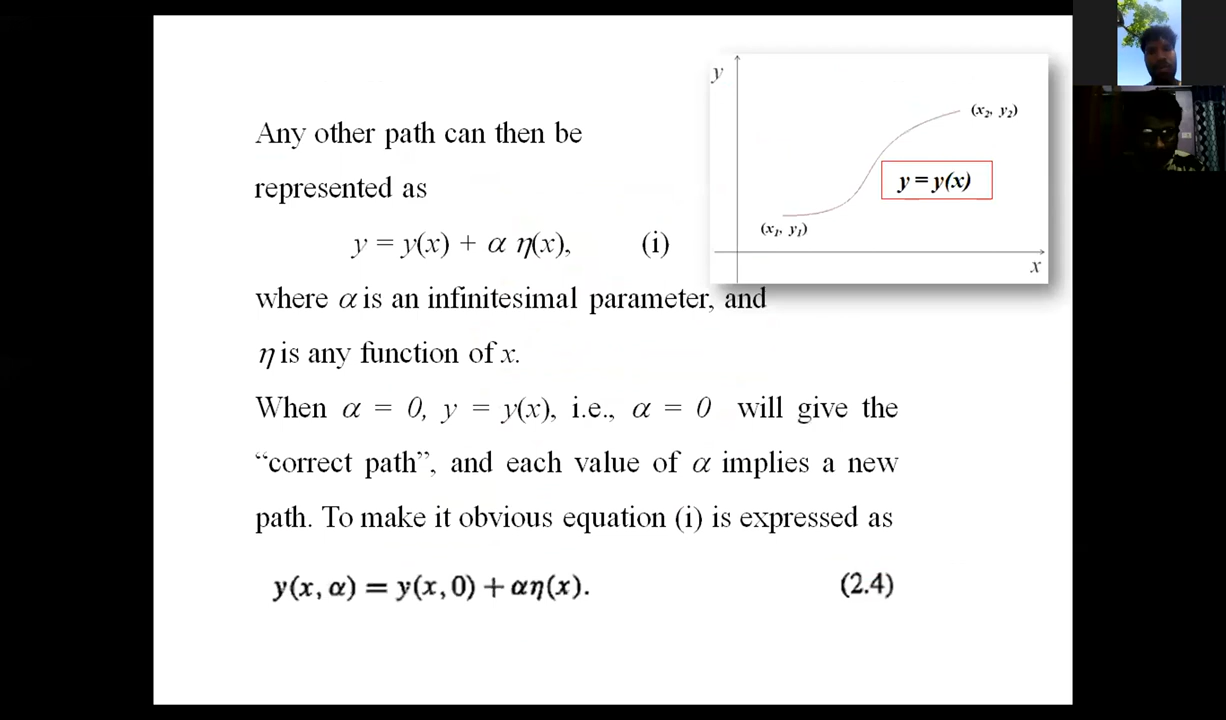 Any other path can then be
represented as
y = y(x) + α η(x), (i)
where α is an infinitesimal parameter, and
η is any function of x.
When α = 0, y = y(x), i.e., α = 0 will give the
“correct path”, and each value of α implies a new
path. To make it obvious equation (i) is expressed as
y(x, α) = y(x, 0) + αη(x). (2.4)
y
(x₂, y₂)
y = y(x)
(x₁, y₁)
x